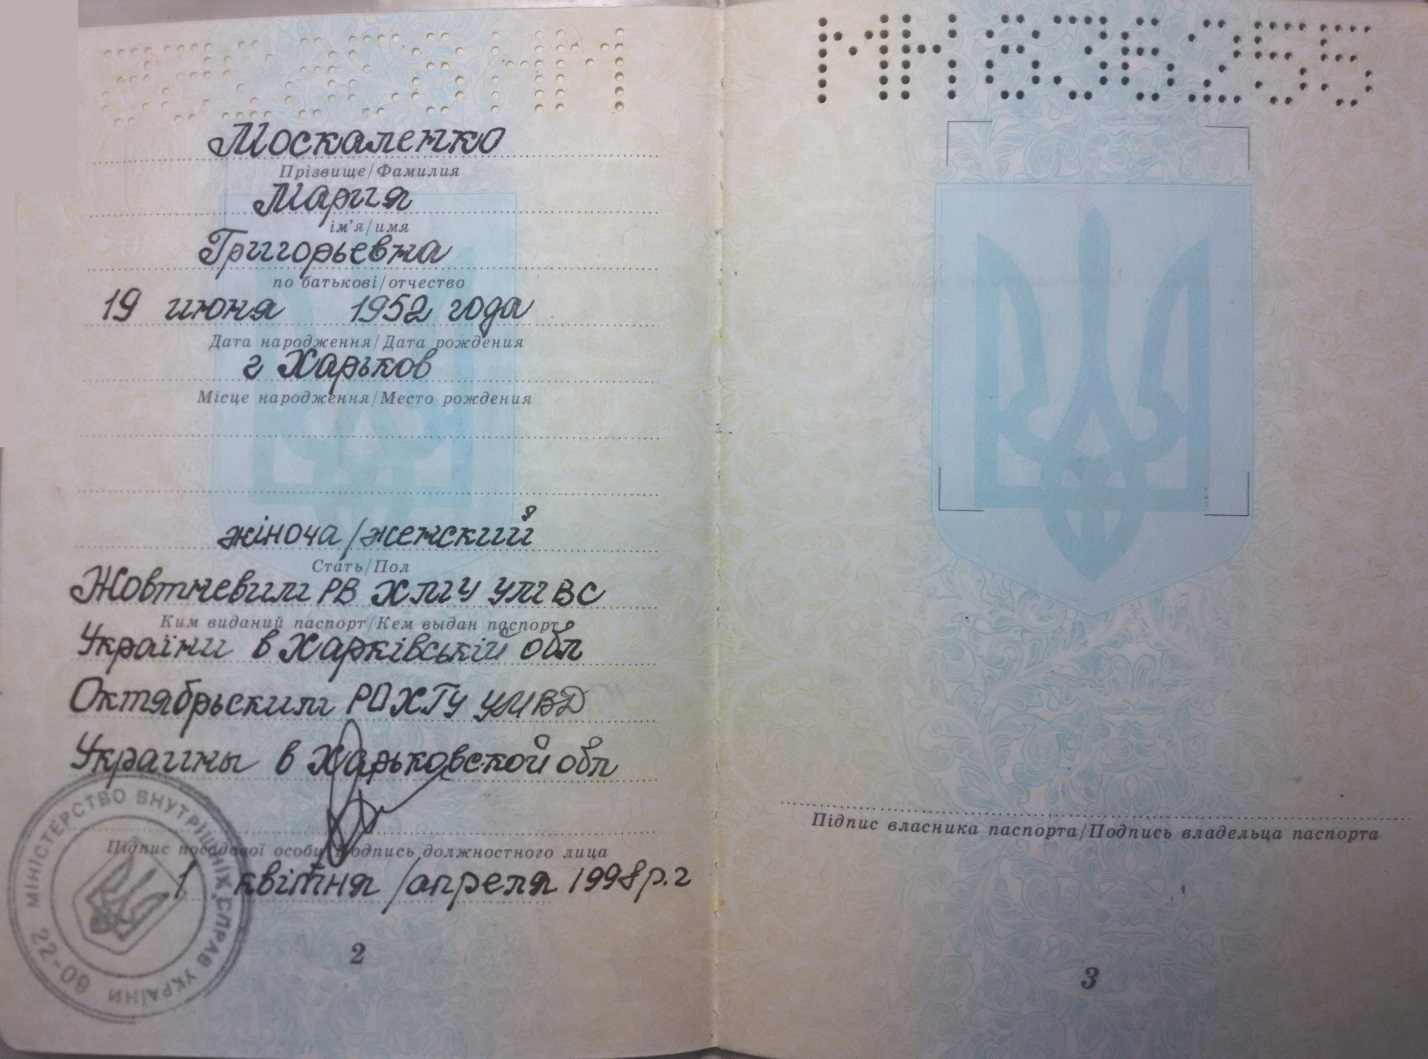 МН636255
Москаленко
Прізвище/Фамилия
Мария
ім'я/имя
Григорьевна
по батькові/отчество
19 июня 1952 года
Дата народження/Дата рождения
г Харьков
Місце народження/Место рождения
жіноча/женский
Стать/Пол
Жовтневим РВ ХМУ УМВС
Ким виданий паспорт/Кем выдан паспорт
України в Харківській обл
Октябрьским РО ХГУ УМВД
Украины в Харьковской обл
Підпис посадової особи/Подпись должностного лица
1 квітня/апреля 1998 р.г
МІНІСТЕРСТВО ВНУТРІШНІХ СПРАВ УКРАЇНИ
22-09
2
Підпис власника паспорта/Подпись владельца паспорта
3